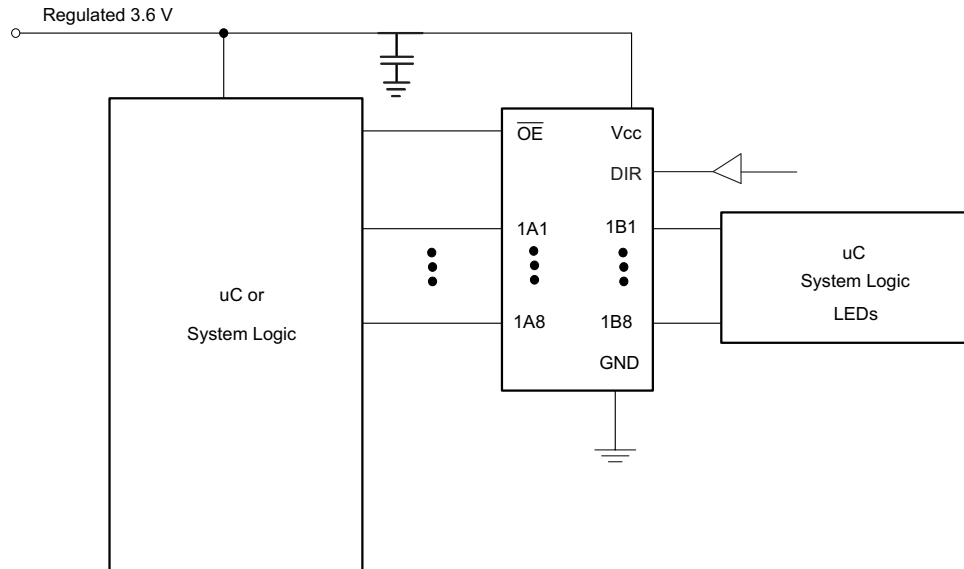 Regulated 3.6 V
OE
Vcc
DIR
1A1
1B1
uC
System Logic
LEDs
uC or
System Logic
1A8
1B8
GND